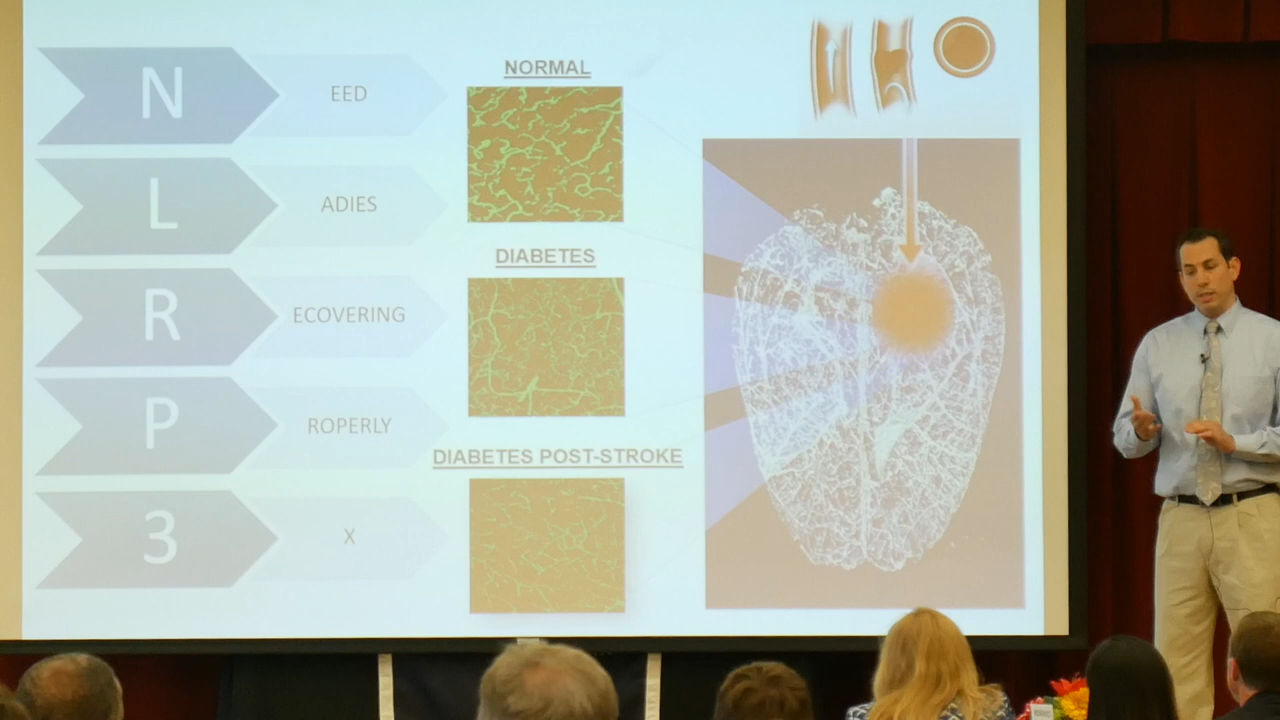 N EED
L ADIES
R ECOVERING
P ROPERLY
3 X
NORMAL
DIABETES
DIABETES POST-STROKE